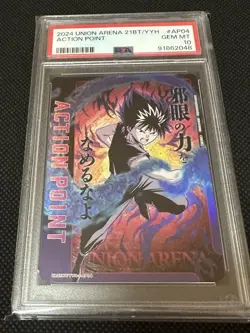 2024 UNION ARENA 21BT/YYH #AP04
ACTION POINT GEM MT
10
PSA 91862048
邪眼の力を
なめるなよ
ACTION POINT
UNION ARENA